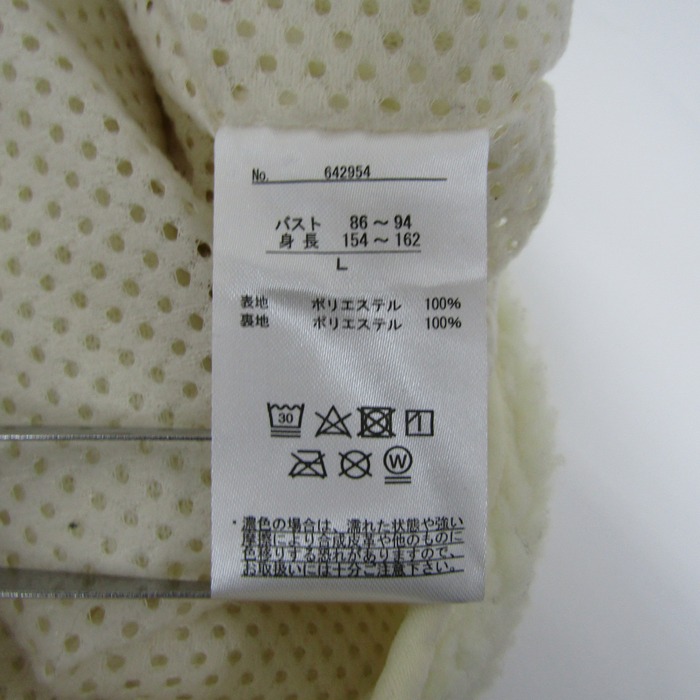 No. 642954
バスト 86～94
身長 154～162
L
表地 ポリエステル 100%
裏地 ポリエステル 100%
30
W
・濃色の場合は、濡れた状態や強い
摩擦により合成皮革や他のものに
色移りする恐れがありますので、
お取扱いには十分ご注意下さい。